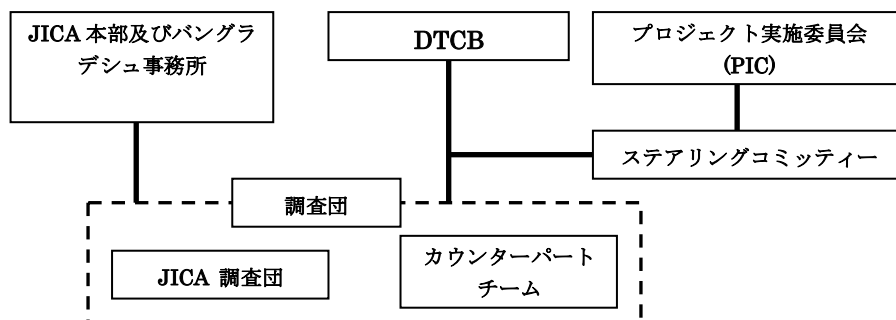 JICA 本部及びバングラ
デシュ事務所
DTCB
プロジェクト実施委員会
(PIC)
ステアリングコミッティー
調査団
JICA 調査団
カウンターパート
チーム